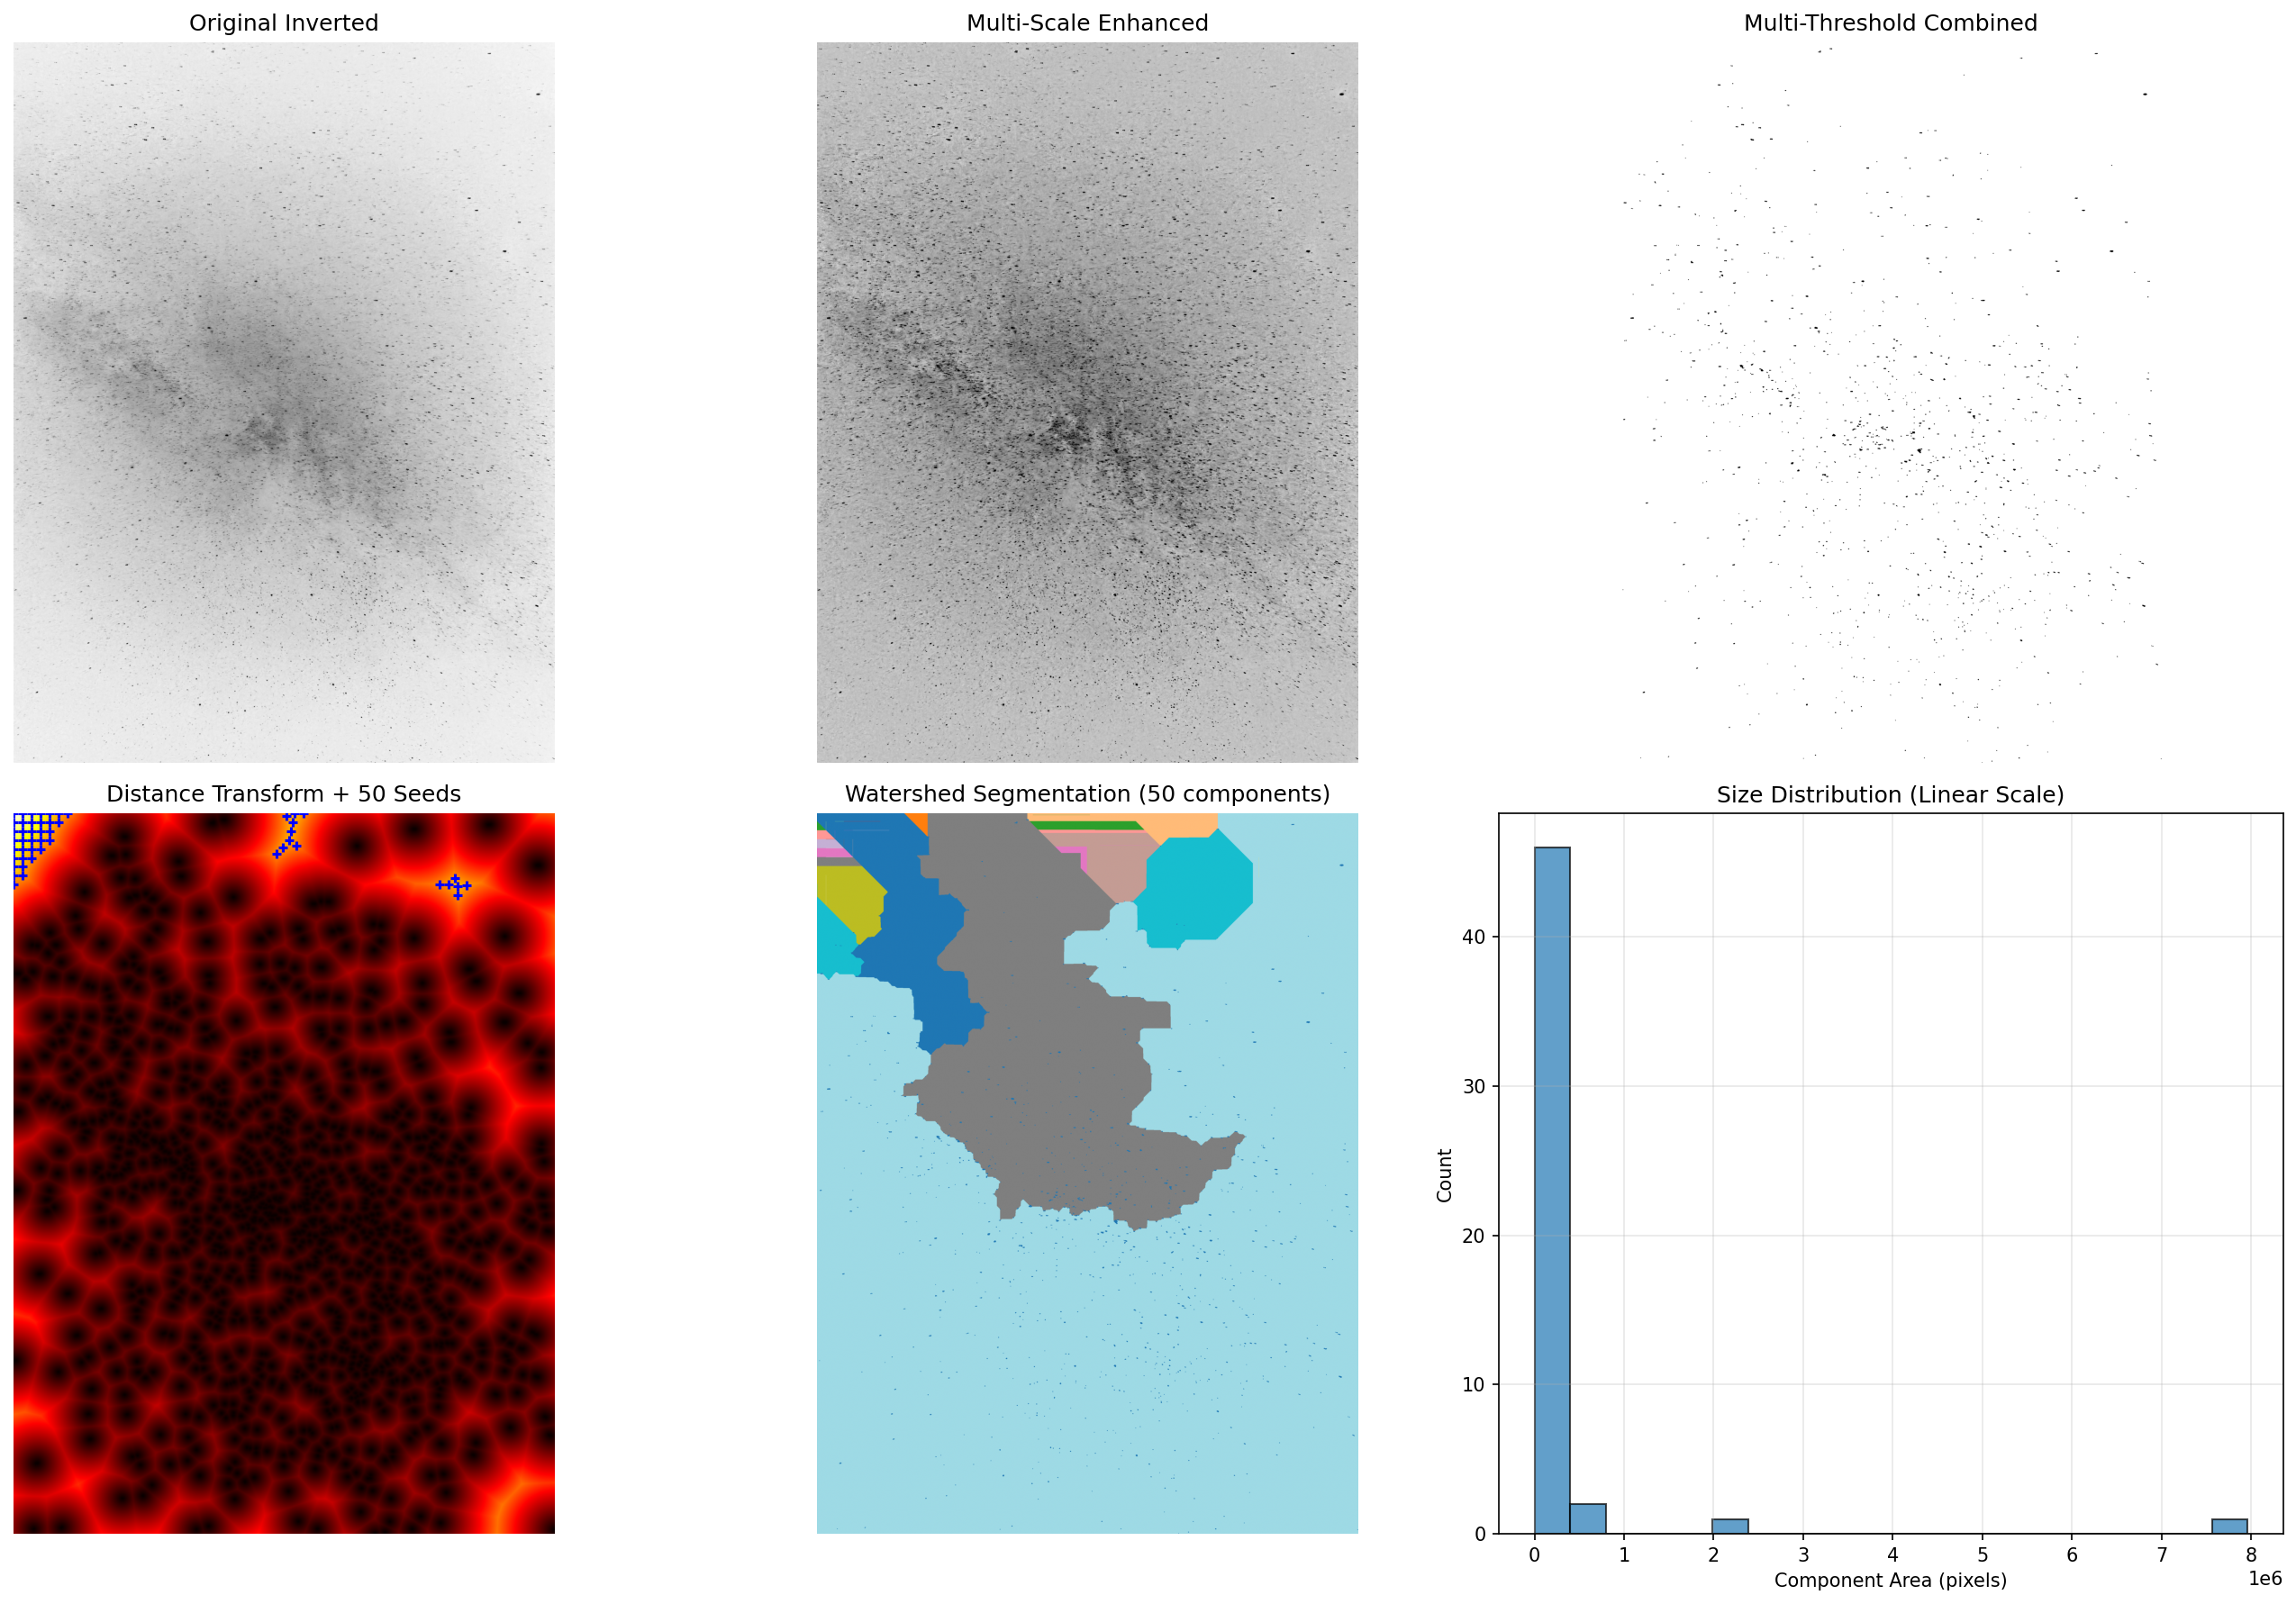 Original Inverted
Multi-Scale Enhanced
Multi-Threshold Combined
Distance Transform + 50 Seeds
Watershed Segmentation (50 components)
Size Distribution (Linear Scale)
Count
40
30
20
10
0
0 1 2 3 4 5 6 7 8
1e6
Component Area (pixels)